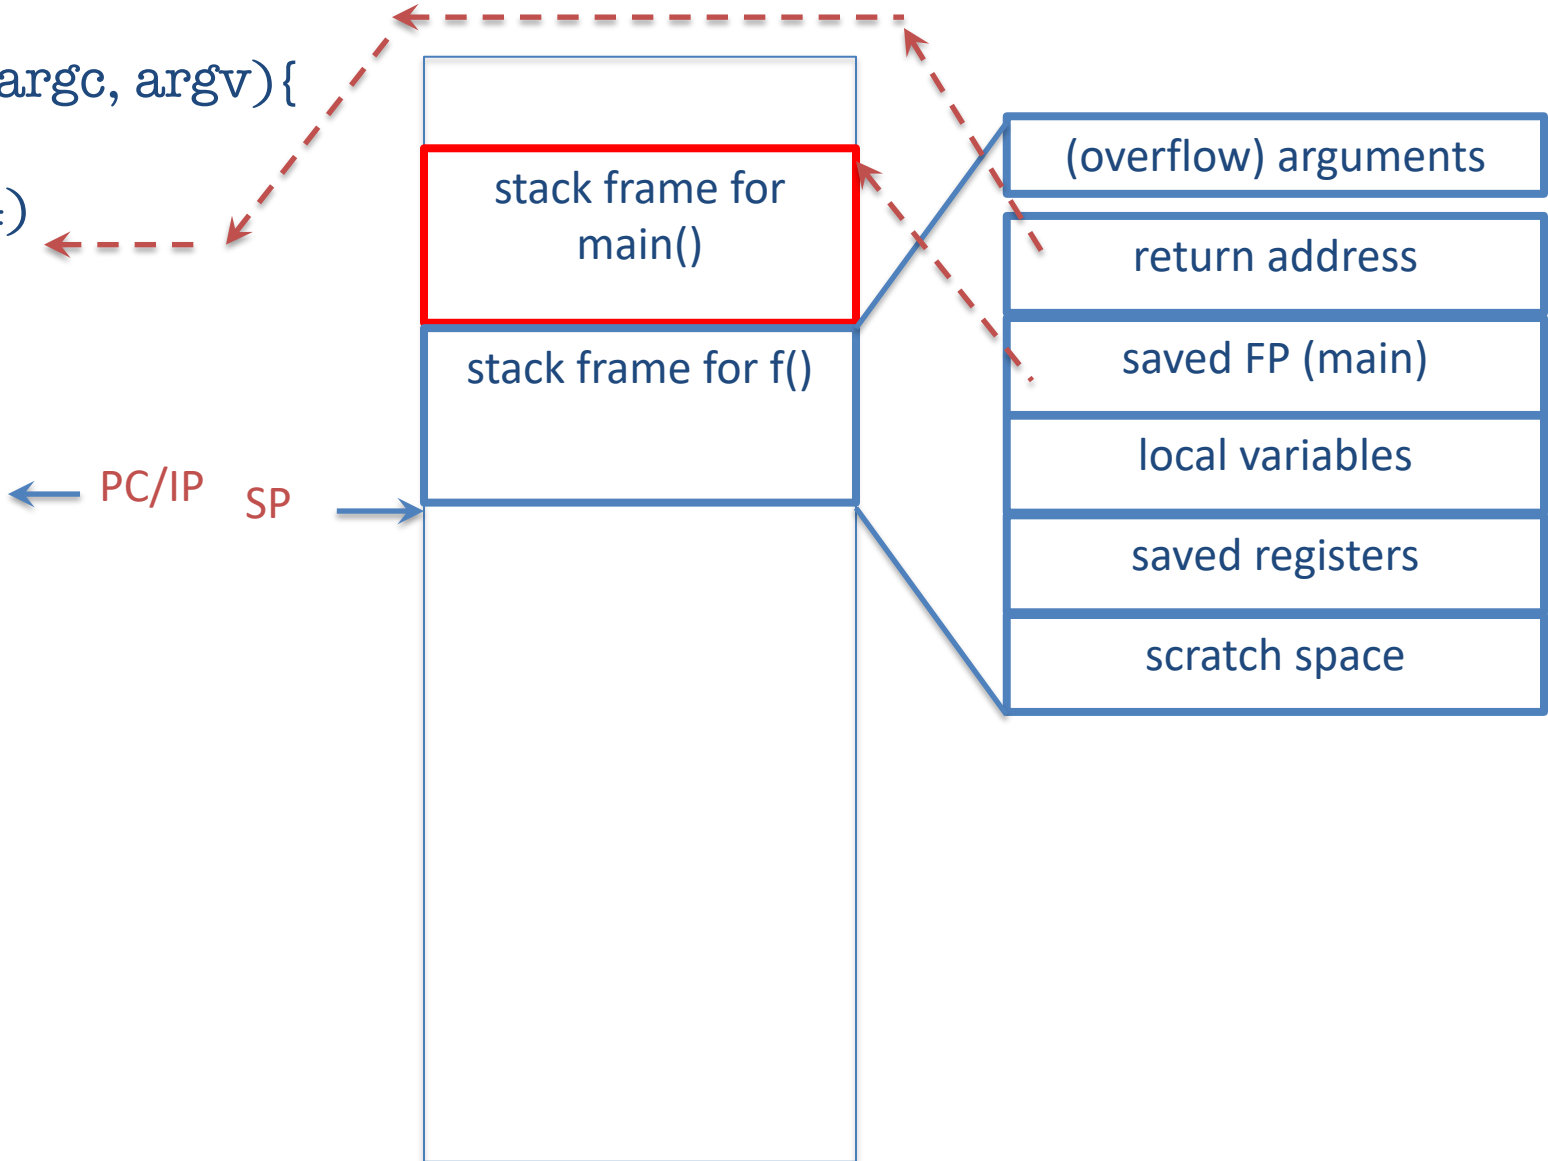 argc, argv){
)
stack frame for
main()
stack frame for f()
PC/IP
SP
(overflow) arguments
return address
saved FP (main)
local variables
saved registers
scratch space